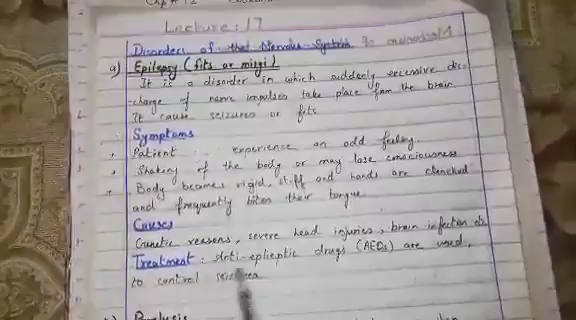 Lecture: 17
Disorders of the Nervous System
a) Epilepsy (fits or mirgi)
It is a disorder in which suddenly excessive dis-
-charge of nerve impulses take place from the brain
It cause seizures or fits
Symptoms
Patient experience an odd feeling
Shakeny of the body or may lose consciousness
Body becomes rigid, stiff and hands are clenched
and frequently bites their tongue
Causes
Genetic reasons, severe head injuries, brain infection
Treatment: Anti-epileptic drugs (AEDs) are used,
to control seizures